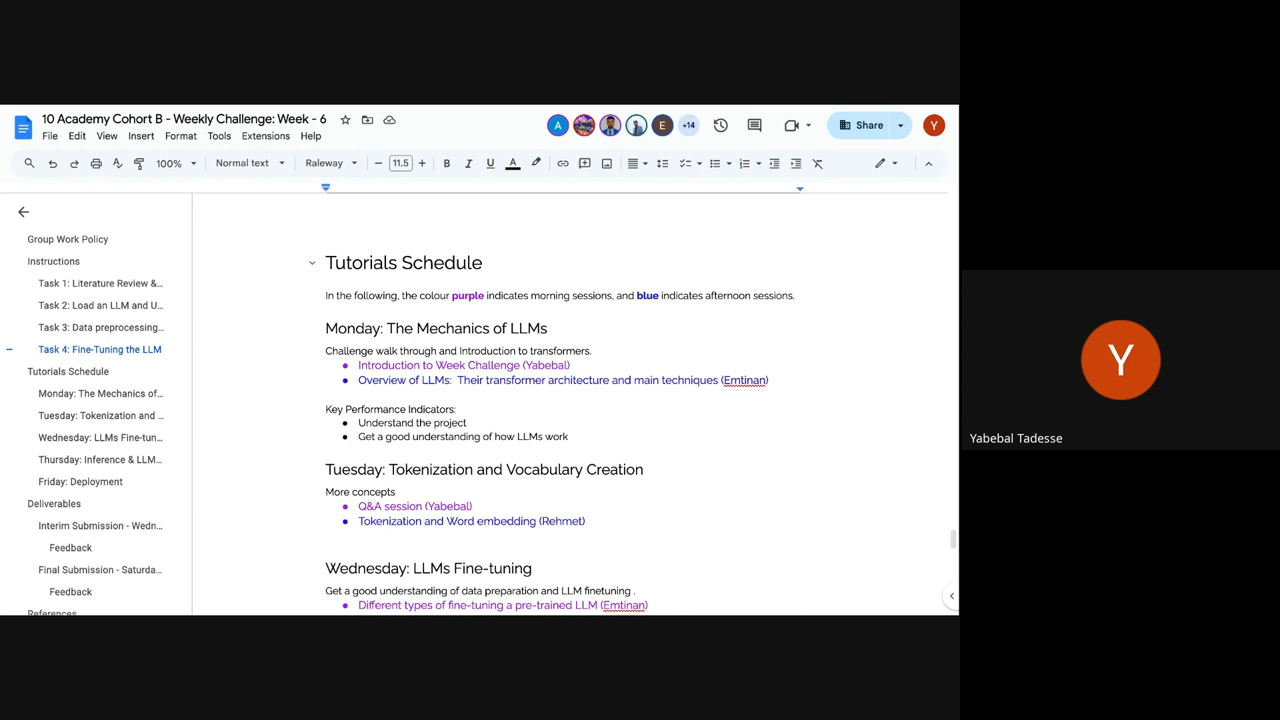 10 Academy Cohort B - Weekly Challenge: Week - 6
File Edit View Insert Format Tools Extensions Help
A E +14 Share Y
100% Normal text Raleway 11.5 B I U A
Group Work Policy
Instructions
Task 1: Literature Review &...
Task 2: Load an LLM and U...
Task 3: Data preprocessing...
Task 4: Fine-Tuning the LLM
Tutorials Schedule
Monday: The Mechanics of...
Tuesday: Tokenization and ...
Wednesday: LLMs Fine-tun...
Thursday: Inference & LLM...
Friday: Deployment
Deliverables
Interim Submission - Wedn...
Feedback
Final Submission - Saturda...
Feedback
References
Tutorials Schedule
In the following, the colour purple indicates morning sessions, and blue indicates afternoon sessions.
Monday: The Mechanics of LLMs
Challenge walk through and Introduction to transformers.
● Introduction to Week Challenge (Yabebal)
● Overview of LLMs: Their transformer architecture and main techniques (Emtinan)
Key Performance Indicators:
● Understand the project
● Get a good understanding of how LLMs work
Tuesday: Tokenization and Vocabulary Creation
More concepts
● Q&A session (Yabebal)
● Tokenization and Word embedding (Rehmet)
Wednesday: LLMs Fine-tuning
Get a good understanding of data preparation and LLM finetuning .
● Different types of fine-tuning a pre-trained LLM (Emtinan)
Y
Yabebal Tadesse